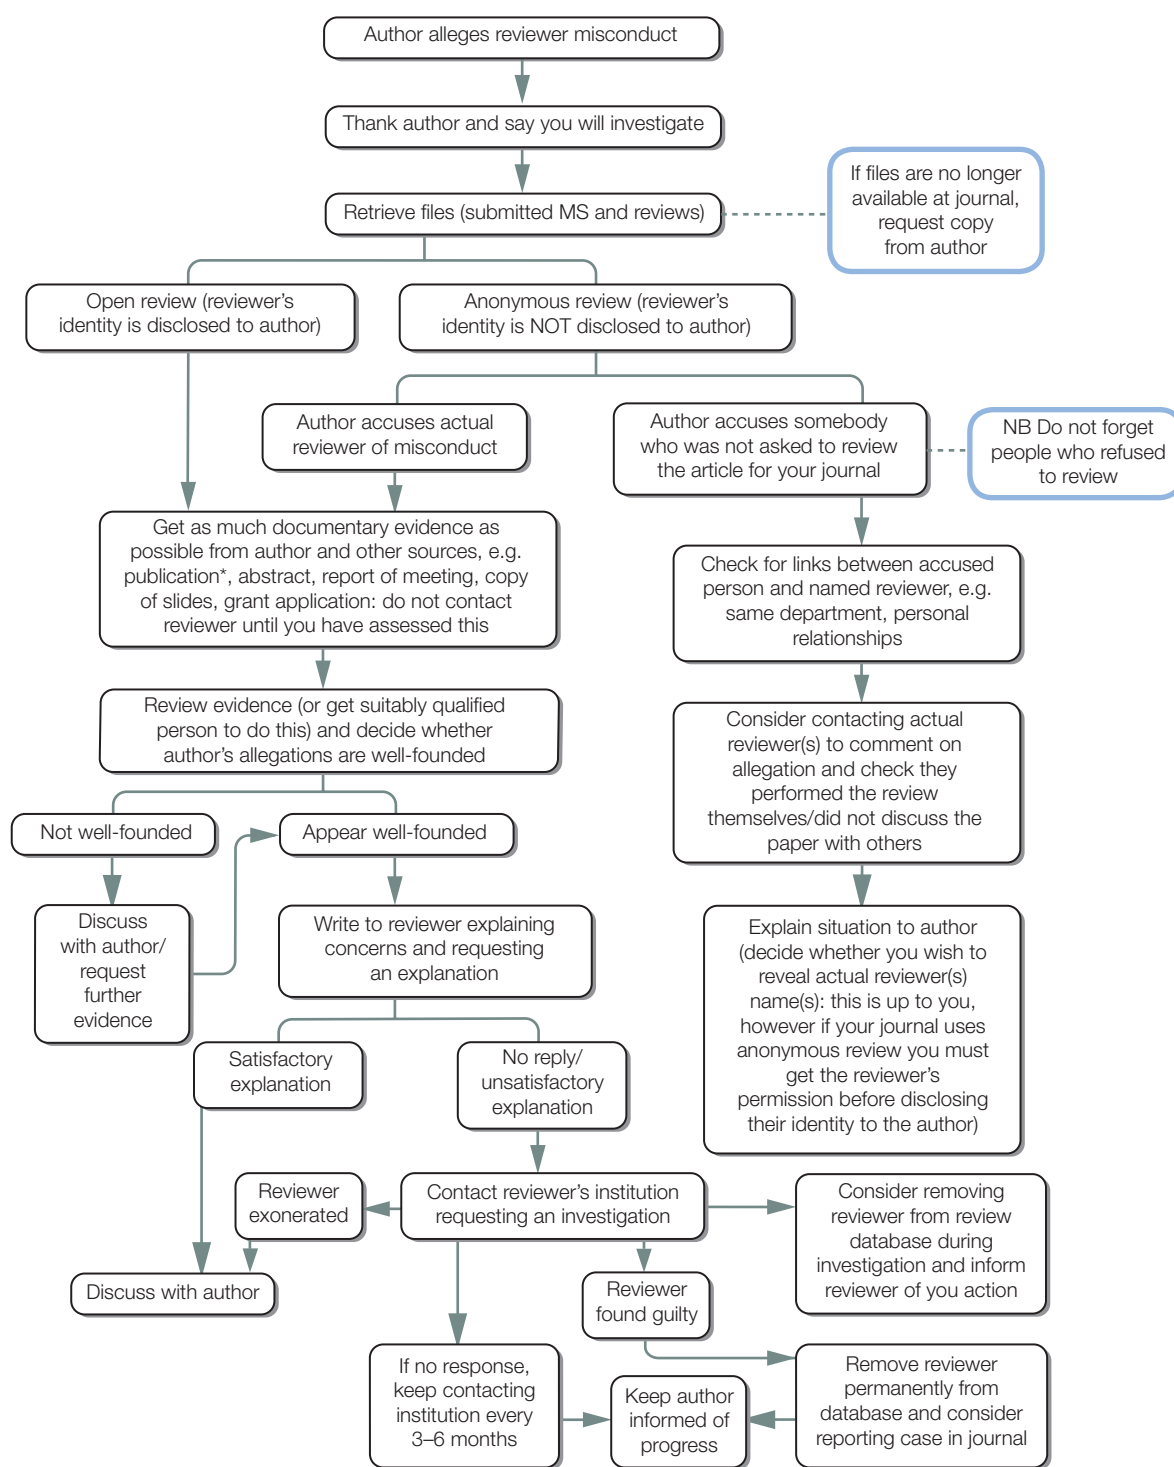 Author alleges reviewer misconduct
Thank author and say you will investigate
Retrieve files (submitted MS and reviews)
If files are no longer
available at journal,
request copy
from author
Open review (reviewer's
identity is disclosed to author)
Anonymous review (reviewer's
identity is NOT disclosed to author)
Author accuses actual
reviewer of misconduct
Author accuses somebody
who was not asked to review
the article for your journal
NB Do not forget
people who refused
to review
Get as much documentary evidence as
possible from author and other sources, e.g.
publication*, abstract, report of meeting, copy
of slides, grant application: do not contact
reviewer until you have assessed this
Check for links between accused
person and named reviewer, e.g.
same department, personal
relationships
Review evidence (or get suitably qualified
person to do this) and decide whether
author's allegations are well-founded
Consider contacting actual
reviewer(s) to comment on
allegation and check they
performed the review
themselves/did not discuss the
paper with others
Not well-founded
Appear well-founded
Discuss
with author/
request
further
evidence
Write to reviewer explaining
concerns and requesting
an explanation
Explain situation to author
(decide whether you wish to
reveal actual reviewer(s)
name(s): this is up to you,
however if your journal uses
anonymous review you must
get the reviewer's
permission before disclosing
their identity to the author)
Satisfactory
explanation
No reply/
unsatisfactory
explanation
Reviewer
exonerated
Contact reviewer's institution
requesting an investigation
Consider removing
reviewer from review
database during
investigation and inform
reviewer of you action
Discuss with author
Reviewer
found guilty
If no response,
keep contacting
institution every
3–6 months
Keep author
informed of
progress
Remove reviewer
permanently from
database and consider
reporting case in journal